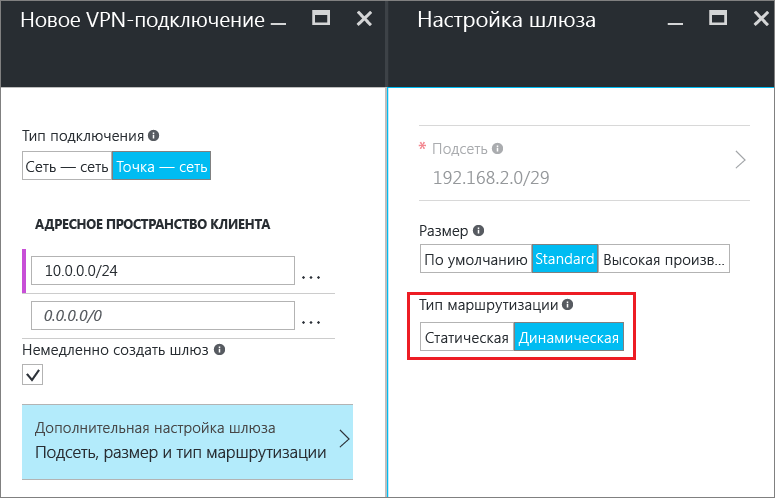 Новое VPN-подключение
Тип подключения
Сеть — сеть Точка — сеть
АДРЕСНОЕ ПРОСТРАНСТВО КЛИЕНТА
10.0.0.0/24 ...
0.0.0.0/0 ...
Немедленно создать шлюз
Дополнительная настройка шлюза
Подсеть, размер и тип маршрутизации
Настройка шлюза
* Подсеть
192.168.2.0/29
Размер
По умолчанию Standard Высокая произв...
Тип маршрутизации
Статическая Динамическая